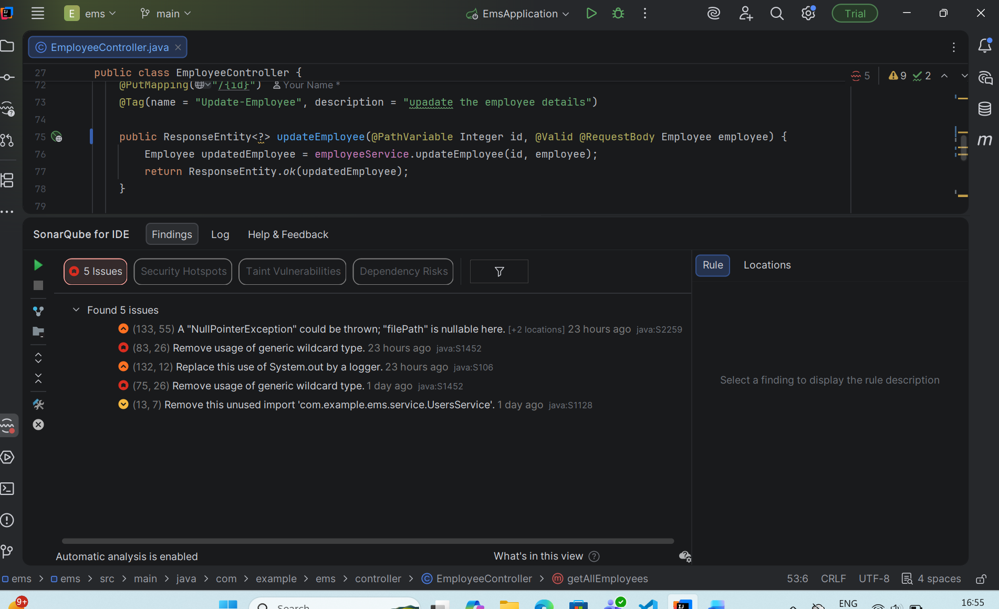 E ems main EmsApplication Trial
EmployeeController.java
27 public class EmployeeController {
5 9 2
72 @PutMapping("/{id}") Your Name *
73 @Tag(name = "Update-Employee", description = "upadate the employee details")
74
75 public ResponseEntity<?> updateEmployee(@PathVariable Integer id, @Valid @RequestBody Employee employee) {
76 Employee updatedEmployee = employeeService.updateEmployee(id, employee);
77 return ResponseEntity.ok(updatedEmployee);
78 }
79
SonarQube for IDE Findings Log Help & Feedback
5 Issues Security Hotspots Taint Vulnerabilities Dependency Risks
Rule Locations
Found 5 issues
(133, 55) A "NullPointerException" could be thrown; "filePath" is nullable here. [+2 locations] 23 hours ago java:S2259
(83, 26) Remove usage of generic wildcard type. 23 hours ago java:S1452
(132, 12) Replace this use of System.out by a logger. 23 hours ago java:S106
(75, 26) Remove usage of generic wildcard type. 1 day ago java:S1452
(13, 7) Remove this unused import 'com.example.ems.service.UsersService'. 1 day ago java:S1128
Select a finding to display the rule description
Automatic analysis is enabled
What's in this view
ems > ems > src > main > java > com > example > ems > controller > EmployeeController > getAllEmployees
53:6 CRLF UTF-8 4 spaces
9+ Search ENG 16:55